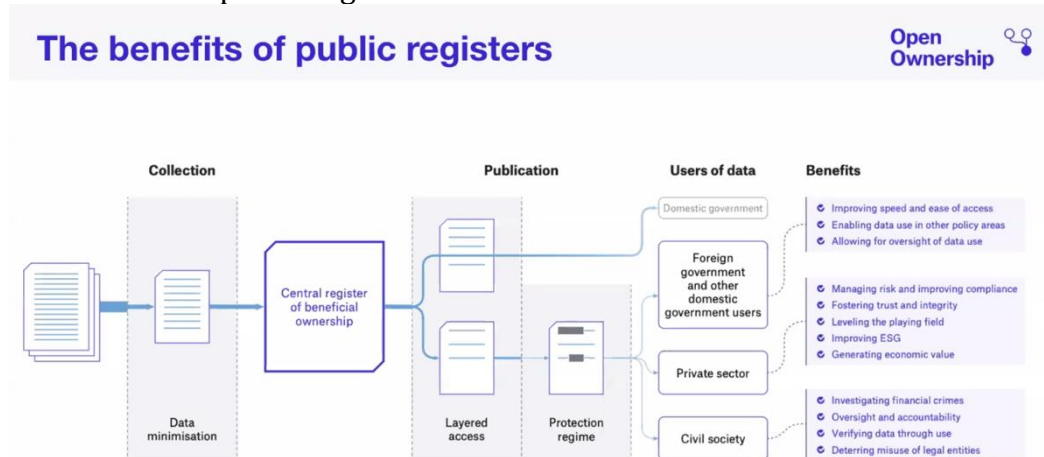 The benefits of public registers
Open
Ownership
Collection
Publication
Users of data
Benefits
Data
minimisation
Central register
of beneficial
ownership
Layered
access
Protection
regime
Domestic government
Foreign
government
and other
domestic
government users
Private sector
Civil society
Improving speed and ease of access
Enabling data use in other policy areas
Allowing for oversight of data use
Managing risk and improving compliance
Fostering trust and integrity
Leveling the playing field
Improving ESG
Generating economic value
Investigating financial crimes
Oversight and accountability
Verifying data through use
Deterring misuse of legal entities